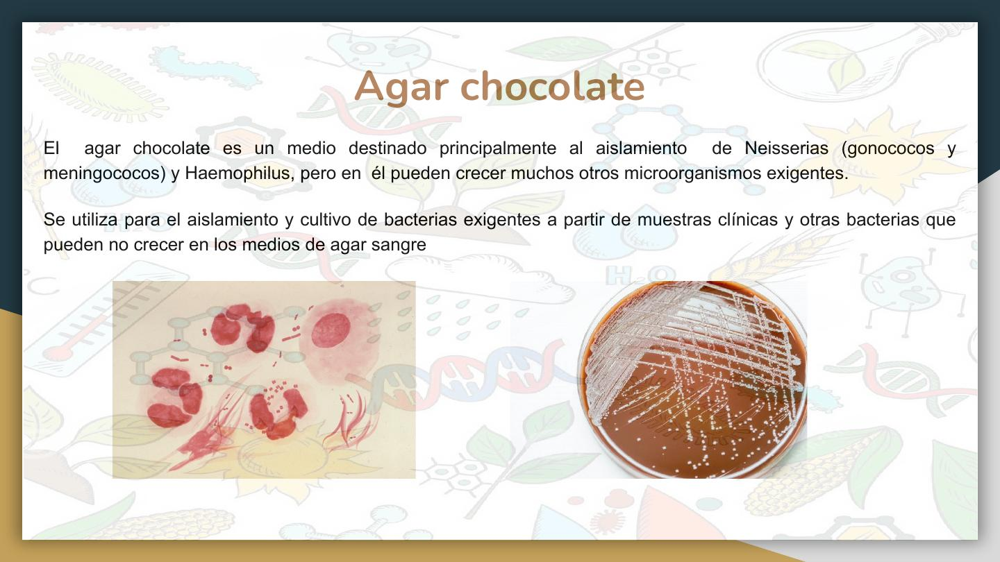 Agar chocolate
El agar chocolate es un medio destinado principalmente al aislamiento de Neisserias (gonococos y
meningococos) y Haemophilus, pero en él pueden crecer muchos otros microorganismos exigentes.
Se utiliza para el aislamiento y cultivo de bacterias exigentes a partir de muestras clínicas y otras bacterias que
pueden no crecer en los medios de agar sangre
H₂O
H₂O
°C